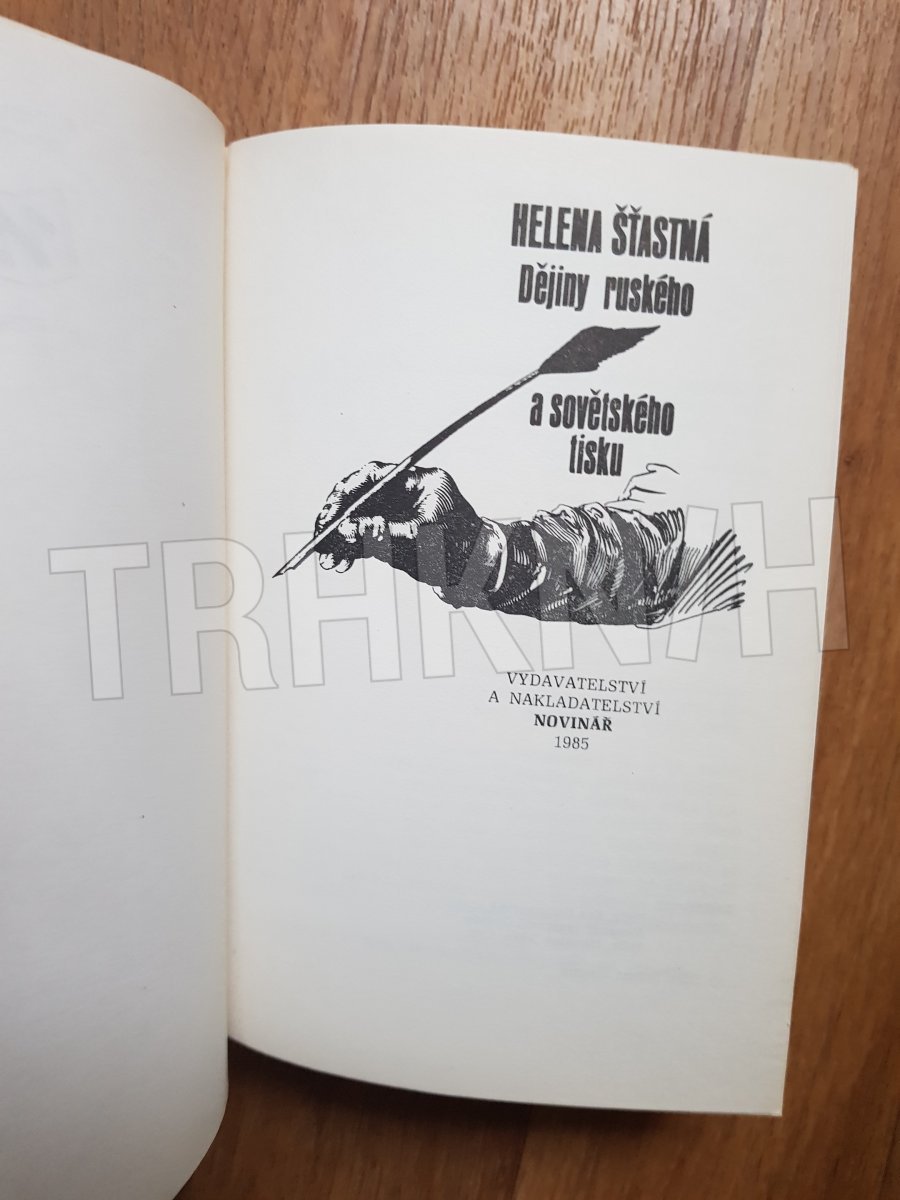 HELENA ŠŤASTNÁ
Dějiny ruského
a sovětského
tisku
TRHKNIH
VYDAVATELSTVÍ
A NAKLADATELSTVÍ
NOVINÁŘ
1985